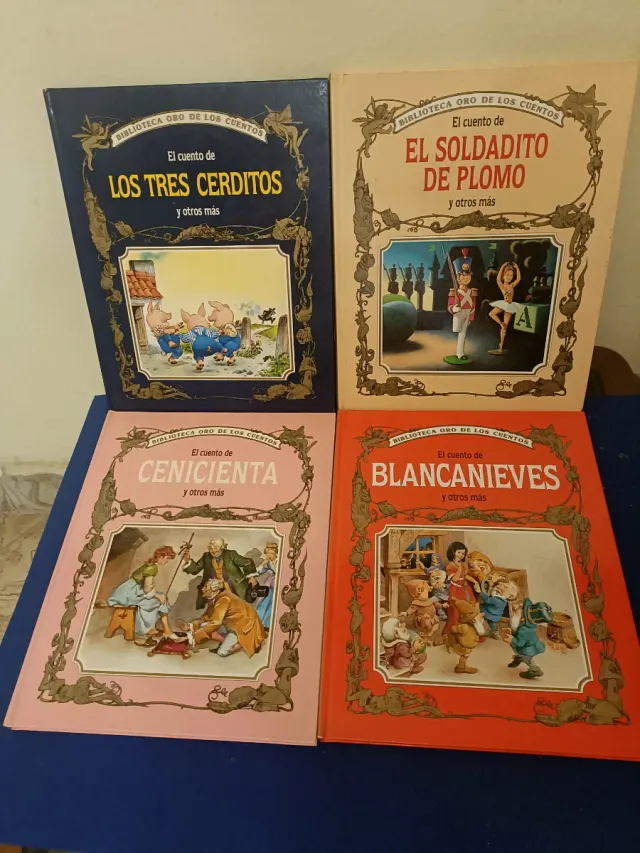 BIBLIOTECA ORO DE LOS CUENTOS
El cuento de
LOS TRES CERDITOS
y otros más
BIBLIOTECA ORO DE LOS CUENTOS
El cuento de
EL SOLDADITO
DE PLOMO
y otros más
A
BIBLIOTECA ORO DE LOS CUENTOS
El cuento de
CENICIENTA
y otros más
BIBLIOTECA ORO DE LOS CUENTOS
El cuento de
BLANCANIEVES
y otros más